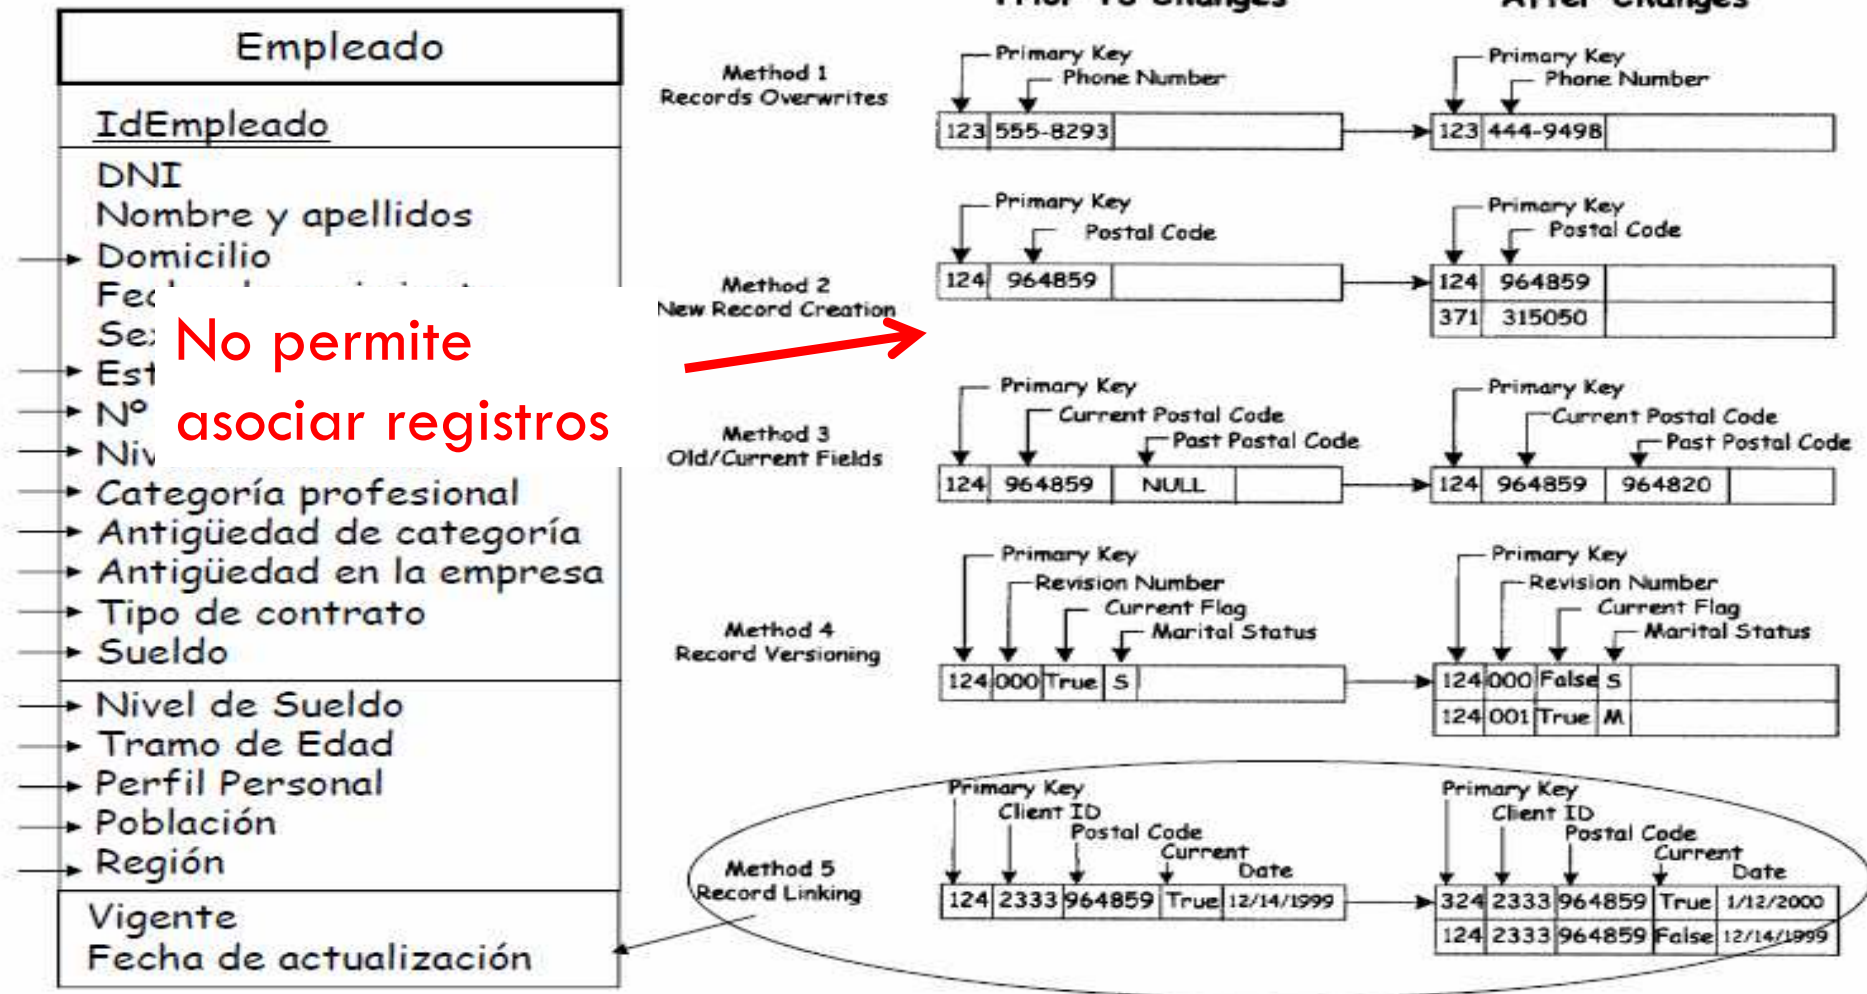 Empleado
IdEmpleado
DNI
Nombre y apellidos
Domicilio
No permite
asociar registros
Categoría profesional
Antigüedad de categoría
Antigüedad en la empresa
Tipo de contrato
Sueldo
Nivel de Sueldo
Tramo de Edad
Perfil Personal
Población
Región
Vigente
Fecha de actualización
Prior To Changes
After Changes
Method 1
Records Overwrites
Primary Key
Phone Number
123 555-8293
Primary Key
Phone Number
123 444-9498
Method 2
New Record Creation
Primary Key
Postal Code
124 964859
Primary Key
Postal Code
124 964859
371 315050
Method 3
Old/Current Fields
Primary Key
Current Postal Code
Past Postal Code
124 964859 NULL
Primary Key
Current Postal Code
Past Postal Code
124 964859 964820
Method 4
Record Versioning
Primary Key
Revision Number
Current Flag
Marital Status
124 000 True S
Primary Key
Revision Number
Current Flag
Marital Status
124 000 False S
124 001 True M
Method 5
Record Linking
Primary Key
Client ID
Postal Code
Current
Date
124 2333 964859 True 12/14/1999
Primary Key
Client ID
Postal Code
Current
Date
324 2333 964859 True 1/12/2000
124 2333 964859 False 12/14/1999